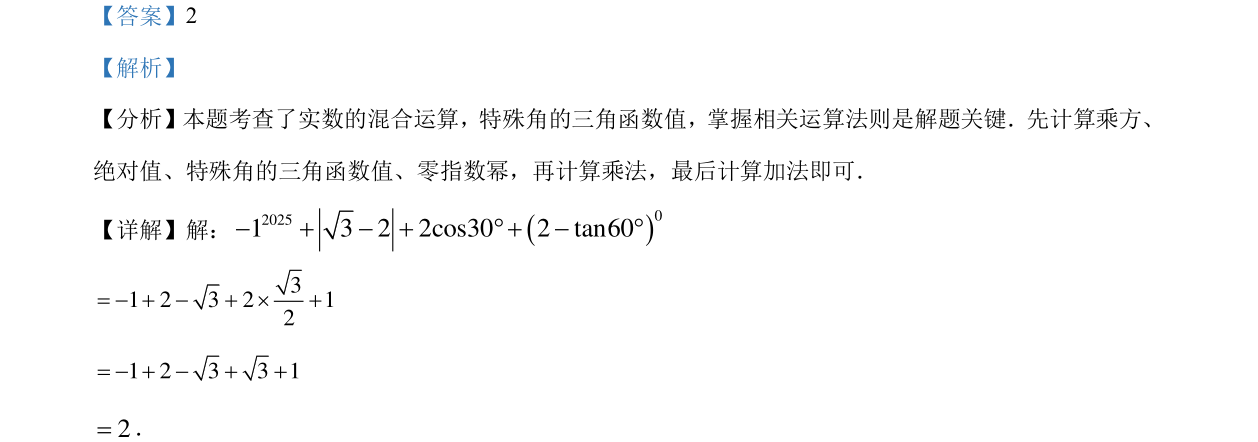 【答案】2
【解析】
【分析】本题考查了实数的混合运算，特殊角的三角函数值，掌握相关运算法则是解题关键．先计算乘方、
绝对值、特殊角的三角函数值、零指数幂，再计算乘法，最后计算加法即可．
【详解】解：$-1^{2025}+\left|\sqrt{3}-2\right|+2\cos 30°+\left(2-\tan 60°\right)^{0}$
$=-1+2-\sqrt{3}+2\times\frac{\sqrt{3}}{2}+1$
$=-1+2-\sqrt{3}+\sqrt{3}+1$
$=2$．